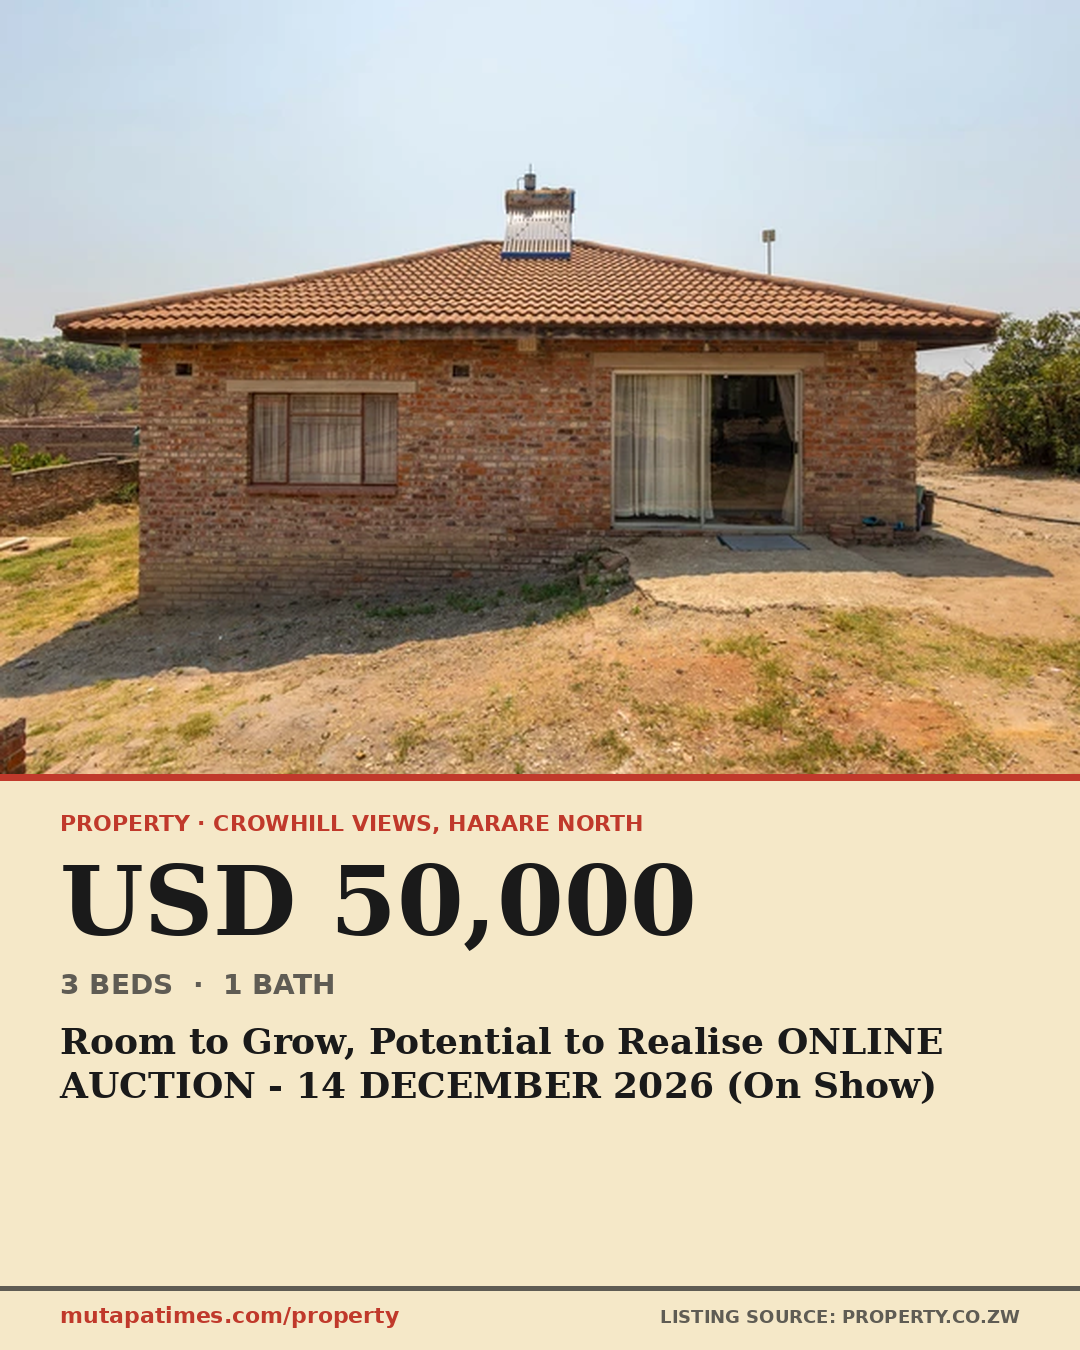 PROPERTY · CROWHILL VIEWS, HARARE NORTH
USD 50,000
3 BEDS · 1 BATH
Room to Grow, Potential to Realise ONLINE
AUCTION - 14 DECEMBER 2026 (On Show)
mutapatimes.com/property
LISTING SOURCE: PROPERTY.CO.ZW